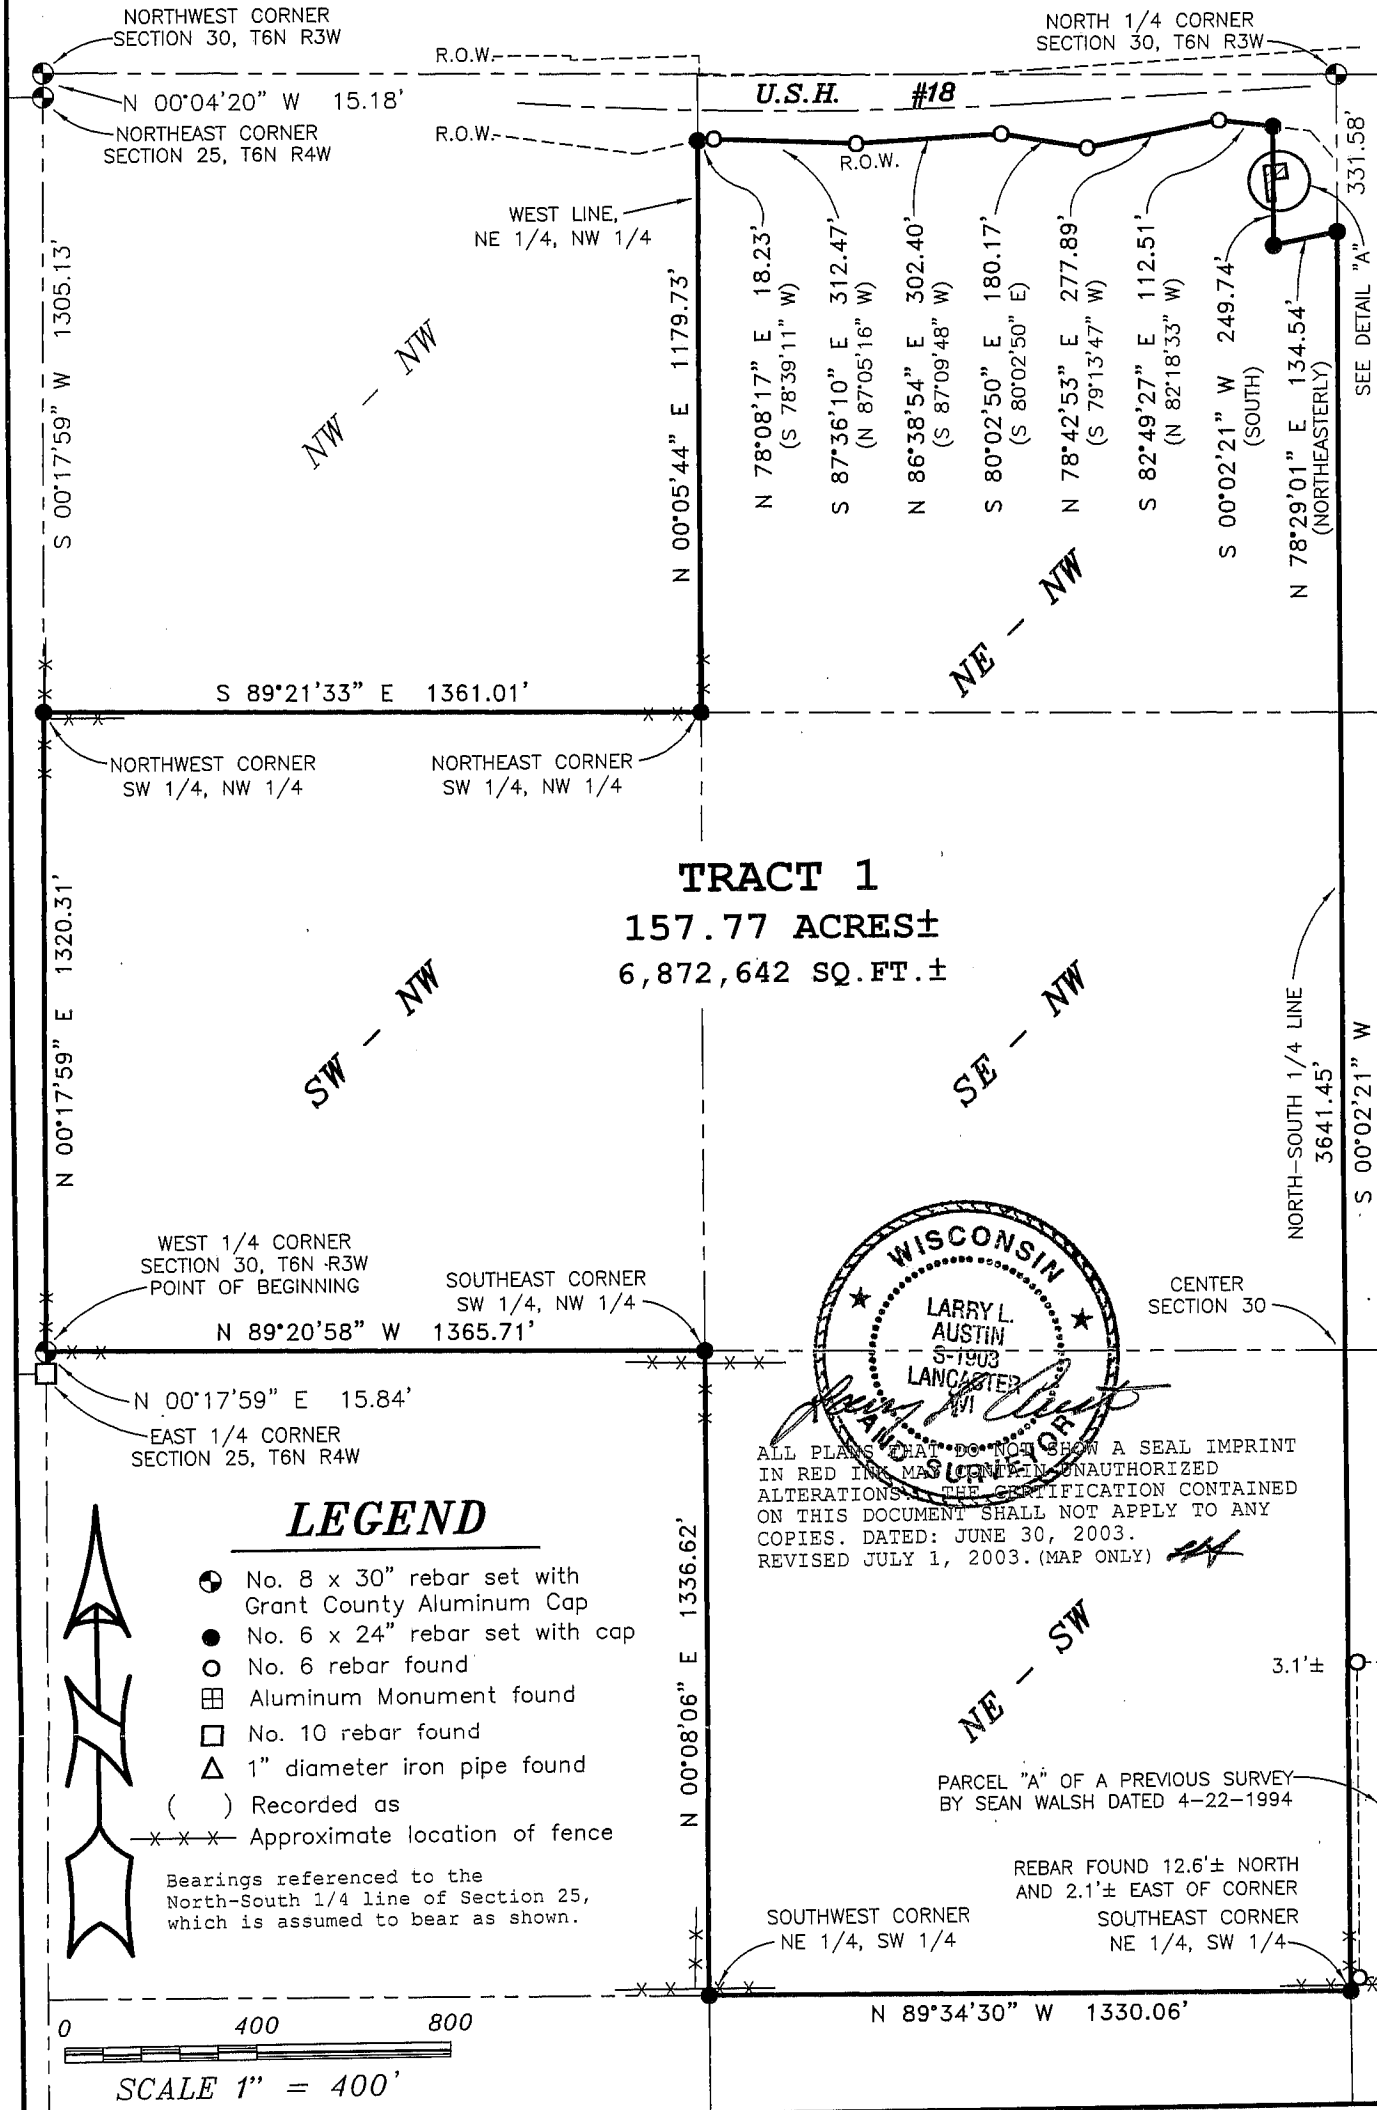 NORTHWEST CORNER
SECTION 30, T6N R3W
NORTH 1/4 CORNER
SECTION 30, T6N R3W
R.O.W.
N 00°04'20" W 15.18'
U.S.H. #18
NORTHEAST CORNER
SECTION 25, T6N R4W
R.O.W.
R.O.W.
331.58'
SEE DETAIL "A"
WEST LINE,
NE 1/4, NW 1/4
S 00°17'59" W 1305.13'
NW - NW
N 00°05'44" E 1179.73'
N 78°08'17" E 18.23'
(S 78°39'11" W)
S 87°36'10" E 312.47'
(N 87°05'16" W)
N 86°38'54" E 302.40'
(S 87°09'48" W)
S 80°02'50" E 180.17'
(S 80°02'50" E)
N 78°42'53" E 277.89'
(S 79°13'47" W)
S 82°49'27" E 112.51'
(N 82°18'33" W)
S 00°02'21" W 249.74'
(SOUTH)
N 78°29'01" E 134.54'
(NORTHEASTERLY)
NE - NW
S 89°21'33" E 1361.01'
NORTHWEST CORNER
SW 1/4, NW 1/4
NORTHEAST CORNER
SW 1/4, NW 1/4
TRACT 1
157.77 ACRES±
6,872,642 SQ.FT.±
N 00°17'59" E 1320.31'
SW - NW
SE - NW
NORTH-SOUTH 1/4 LINE
3641.45'
S 00°02'21" W
WEST 1/4 CORNER
SECTION 30, T6N R3W
POINT OF BEGINNING
SOUTHEAST CORNER
SW 1/4, NW 1/4
N 89°20'58" W 1365.71'
CENTER
SECTION 30
N 00°17'59" E 15.84'
EAST 1/4 CORNER
SECTION 25, T6N R4W
WISCONSIN
LARRY L.
AUSTIN
S-1903
LANCASTER
WI
LAND SURVEYOR
ALL PLANS THAT DO NOT SHOW A SEAL IMPRINT
IN RED INK MAY CONTAIN UNAUTHORIZED
ALTERATIONS. THE CERTIFICATION CONTAINED
ON THIS DOCUMENT SHALL NOT APPLY TO ANY
COPIES. DATED: JUNE 30, 2003.
REVISED JULY 1, 2003. (MAP ONLY)
LEGEND
No. 8 x 30" rebar set with
Grant County Aluminum Cap
No. 6 x 24" rebar set with cap
No. 6 rebar found
Aluminum Monument found
No. 10 rebar found
1" diameter iron pipe found
( ) Recorded as
Approximate location of fence
Bearings referenced to the
North-South 1/4 line of Section 25,
which is assumed to bear as shown.
N
N 00°08'06" E 1336.62'
NE - SW
3.1'±
PARCEL "A" OF A PREVIOUS SURVEY
BY SEAN WALSH DATED 4-22-1994
REBAR FOUND 12.6'± NORTH
AND 2.1'± EAST OF CORNER
SOUTHWEST CORNER
NE 1/4, SW 1/4
SOUTHEAST CORNER
NE 1/4, SW 1/4
N 89°34'30" W 1330.06'
0 400 800
SCALE 1" = 400'